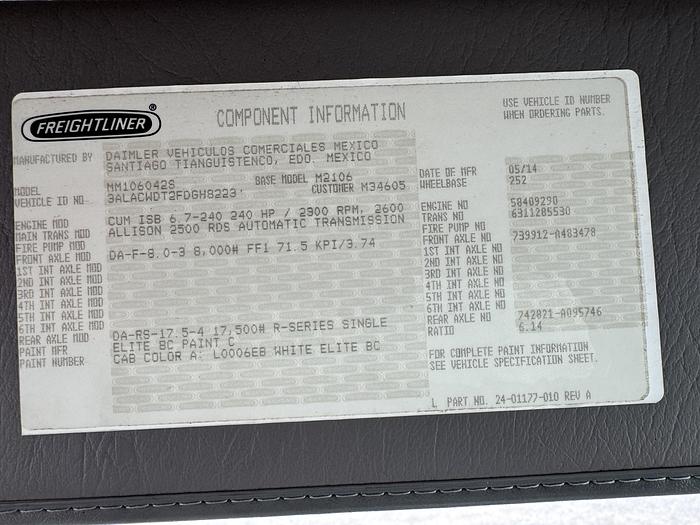 FREIGHTLINER ®
COMPONENT INFORMATION
USE VEHICLE ID NUMBER
WHEN ORDERING PARTS.
MANUFACTURED BY DAIMLER VEHICULOS COMERCIALES MEXICO
SANTIAGO TIANGUISTENCO, EDO. MEXICO
MODEL MM106042S BASE MODEL M2106
VEHICLE ID NO 3ALACWDT2FDGH8223 CUSTOMER M34605
ENGINE MOD CUM ISB 6.7-240 240 HP / 2300 RPM, 2600
MAIN TRANS MOD ALLISON 2500 RDS AUTOMATIC TRANSMISSION
FIRE PUMP MOD
FRONT AXLE MOD DA-F-8.0-3 8,000# FF1 71.5 KPI/3.74
1ST INT AXLE MOD
2ND INT AXLE MOD
3RD INT AXLE MOD
4TH INT AXLE MOD
5TH INT AXLE MOD
6TH INT AXLE MOD
REAR AXLE MOD DA-RS-17.5-4 17,500# R-SERIES SINGLE
PAINT MFR ELITE BC PAINT C
PAINT NUMBER CAB COLOR A: L0006EB WHITE ELITE BC
DATE OF MFR 05/14
WHEELBASE 252
ENGINE NO 58409290
TRANS NO 6311285530
FIRE PUMP NO
FRONT AXLE NO 739912-A483478
1ST INT AXLE NO
2ND INT AXLE NO
3RD INT AXLE NO
4TH INT AXLE NO
5TH INT AXLE NO
6TH INT AXLE NO
REAR AXLE NO 742021-A095746
RATIO 6.14
FOR COMPLETE PAINT INFORMATION
SEE VEHICLE SPECIFICATION SHEET.
L PART NO. 24-01177-010 REV A